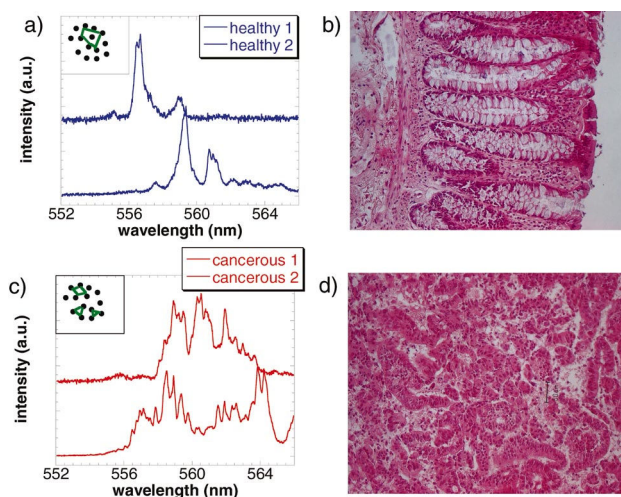 a)
healthy 1
healthy 2
intensity (a.u.)
552 556 560 564
wavelength (nm)
b)
c)
cancerous 1
cancerous 2
intensity (a.u.)
552 556 560 564
wavelength (nm)
d)